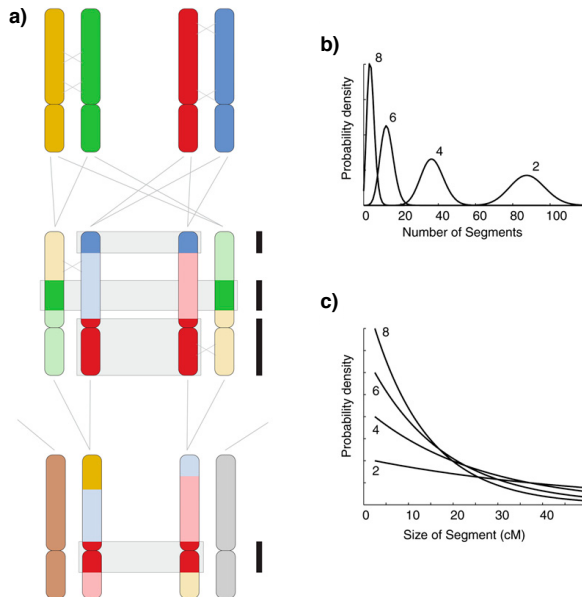 a)
b)
8
6
4
2
Probability density
0 20 40 60 80 100
Number of Segments
c)
8
6
4
2
Probability density
0 10 20 30 40
Size of Segment (cM)